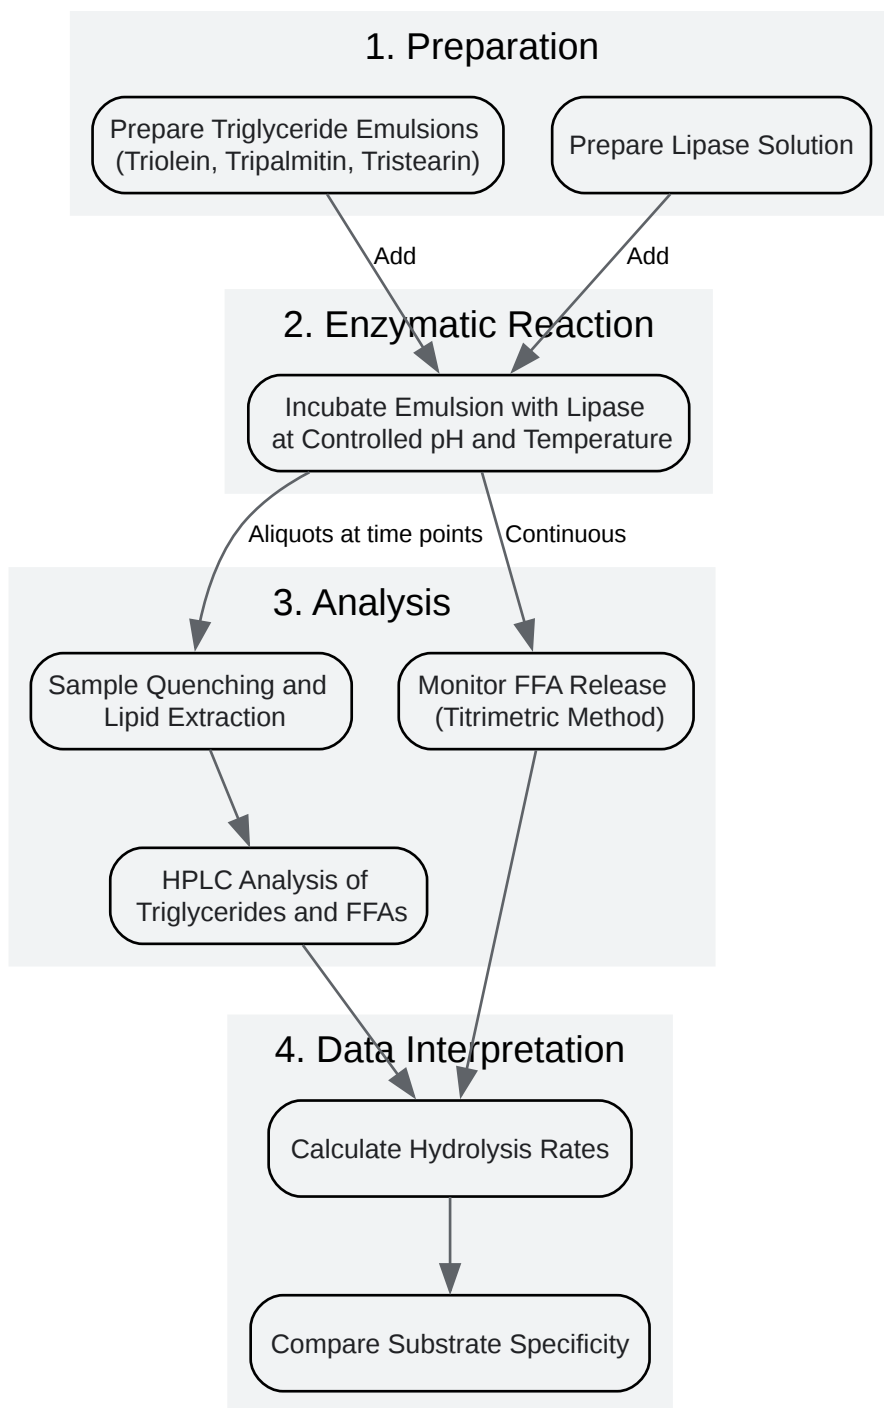 1. Preparation
Prepare Triglyceride Emulsions
(Triolein, Tripalmitin, Tristearin)
Prepare Lipase Solution
Add
Add
2. Enzymatic Reaction
Incubate Emulsion with Lipase
at Controlled pH and Temperature
Aliquots at time points
Continuous
3. Analysis
Sample Quenching and
Lipid Extraction
Monitor FFA Release
(Titrimetric Method)
HPLC Analysis of
Triglycerides and FFAs
4. Data Interpretation
Calculate Hydrolysis Rates
Compare Substrate Specificity